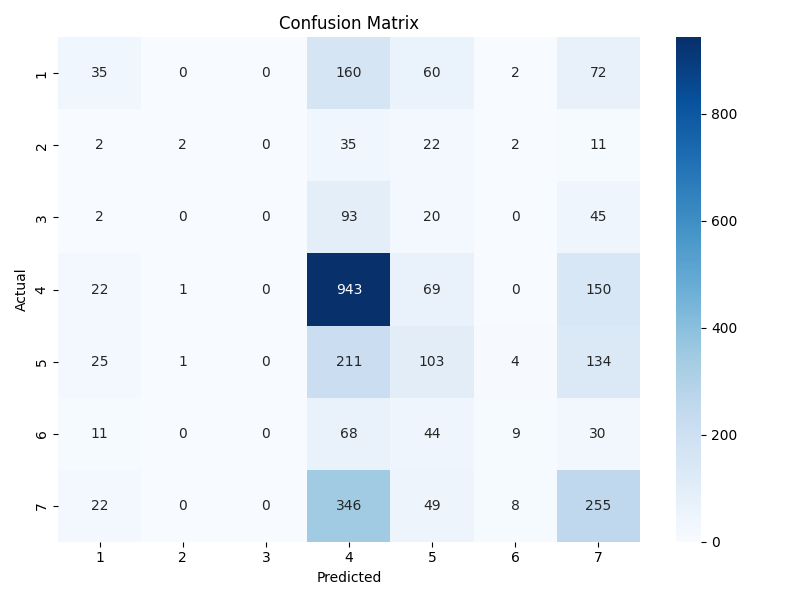 Confusion Matrix
Actual
1 35 0 0 160 60 2 72
2 2 2 0 35 22 2 11
3 2 0 0 93 20 0 45
4 22 1 0 943 69 0 150
5 25 1 0 211 103 4 134
6 11 0 0 68 44 9 30
7 22 0 0 346 49 8 255
1 2 3 4 5 6 7
Predicted
800
600
400
200
0